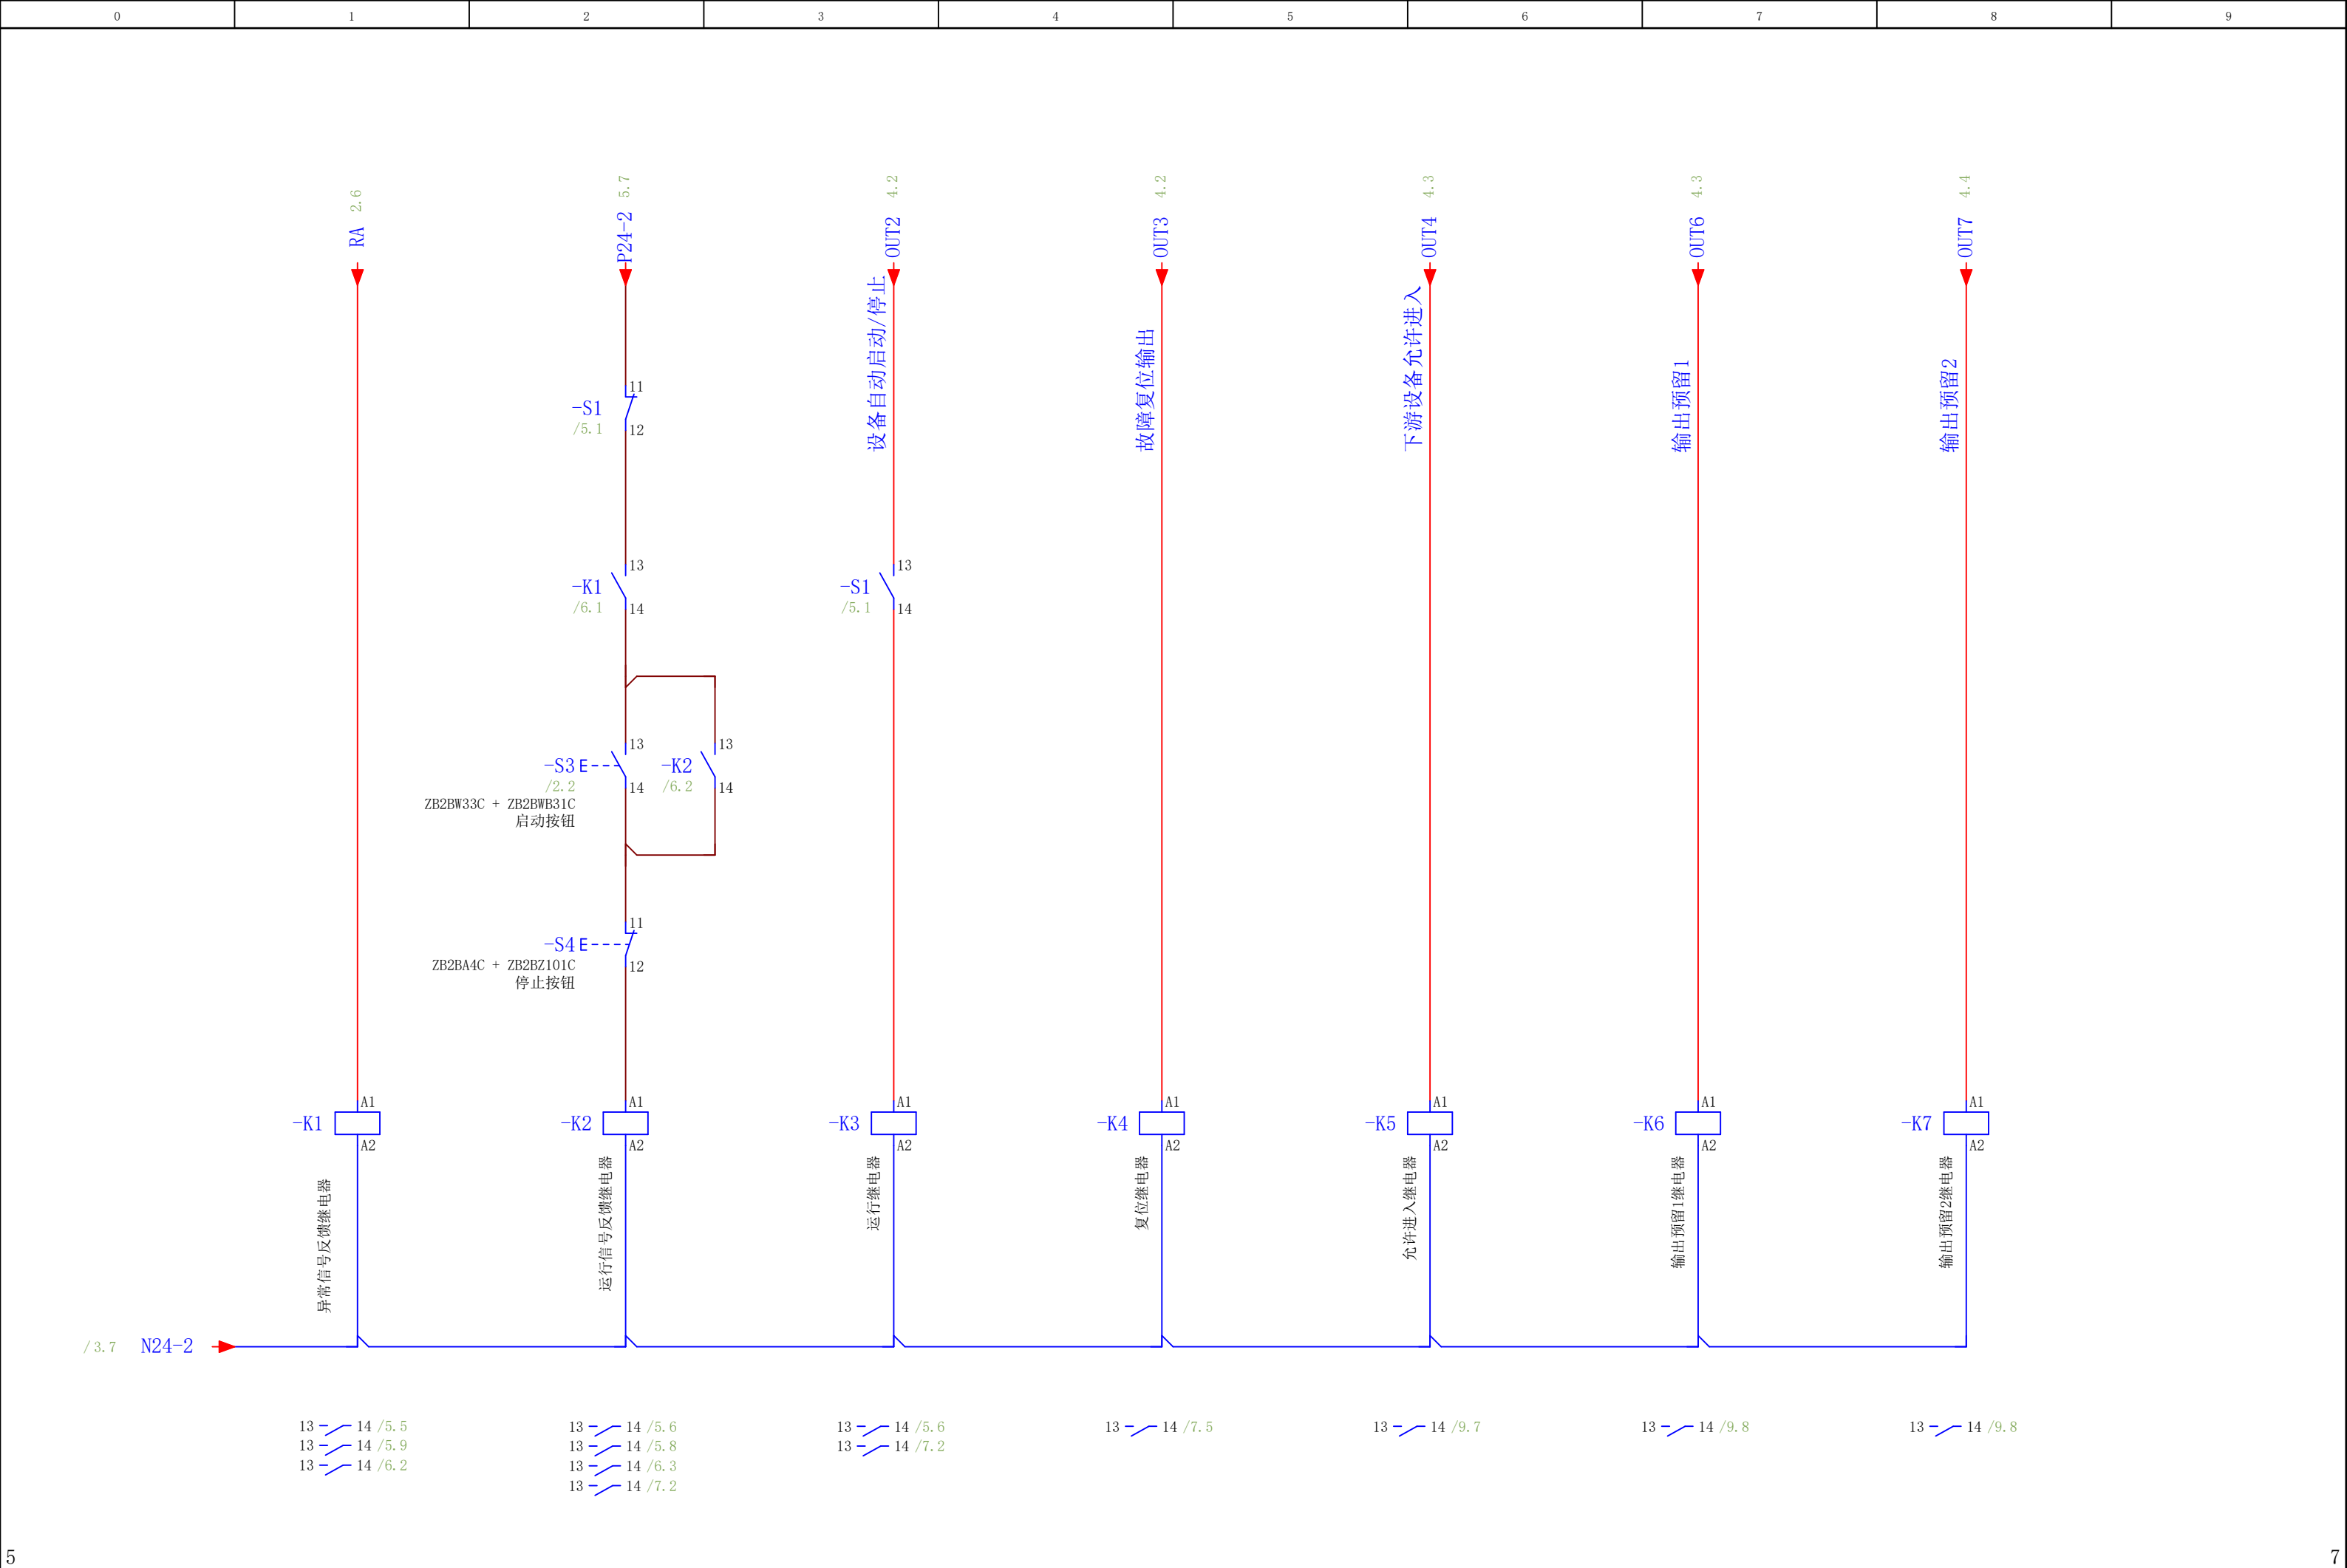 0 1 2 3 4 5 6 7 8 9
RA 2.6
P24-2 5.7
OUT2 4.2
OUT3 4.2
OUT4 4.3
OUT6 4.3
OUT7 4.4
设备自动启动/停止
故障复位输出
下游设备允许进入
输出预留1
输出预留2
11
-S1
/5.1
12
13
-K1
/6.1
14
13
-S1
/5.1
14
13
-S3
/2.2
14
ZB2BW33C + ZB2BWB31C
启动按钮
13
-K2
/6.2
14
11
-S4
12
ZB2BA4C + ZB2BZ101C
停止按钮
A1
-K1
A2
异常信号反馈继电器
A1
-K2
A2
运行信号反馈继电器
A1
-K3
A2
运行继电器
A1
-K4
A2
复位继电器
A1
-K5
A2
允许进入继电器
A1
-K6
A2
输出预留1继电器
A1
-K7
A2
输出预留2继电器
/3.7 N24-2
13 14 /5.5
13 14 /5.9
13 14 /6.2
13 14 /5.6
13 14 /5.8
13 14 /6.3
13 14 /7.2
13 14 /5.6
13 14 /7.2
13 14 /7.5
13 14 /9.7
13 14 /9.8
13 14 /9.8
5
7